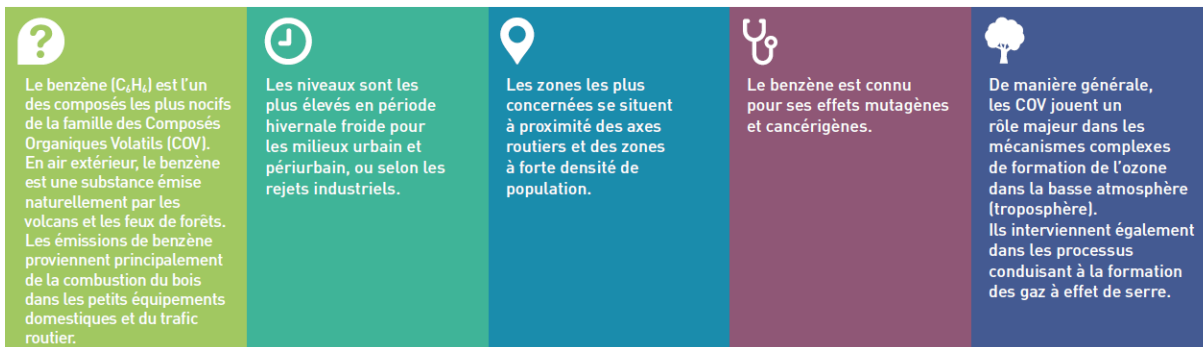 ?
Le benzène (C₆H₆) est l'un
des composés les plus nocifs
de la famille des Composés
Organiques Volatils (COV).
En air extérieur, le benzène
est une substance émise
naturellement par les
volcans et les feux de forêts.
Les émissions de benzène
proviennent principalement
de la combustion du bois
dans les petits équipements
domestiques et du trafic
routier.
Les niveaux sont les
plus élevés en période
hivernale froide pour
les milieux urbain et
périurbain, ou selon les
rejets industriels.
Les zones les plus
concernées se situent
à proximité des axes
routiers et des zones
à forte densité de
population.
Le benzène est connu
pour ses effets mutagènes
et cancérigènes.
De manière générale,
les COV jouent un
rôle majeur dans les
mécanismes complexes
de formation de l'ozone
dans la basse atmosphère
(troposphère).
Ils interviennent également
dans les processus
conduisant à la formation
des gaz à effet de serre.